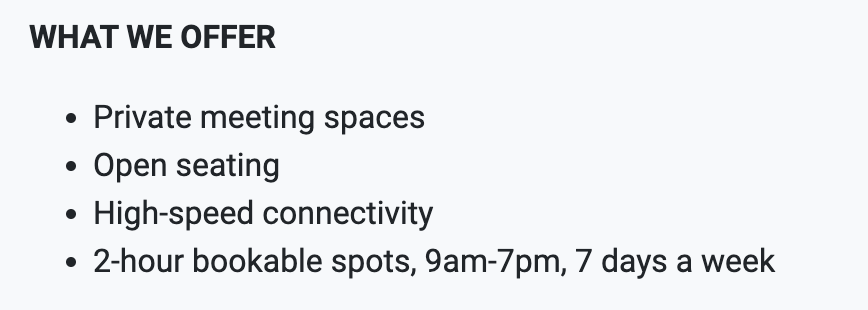 WHAT WE OFFER
• Private meeting spaces
• Open seating
• High-speed connectivity
• 2-hour bookable spots, 9am-7pm, 7 days a week